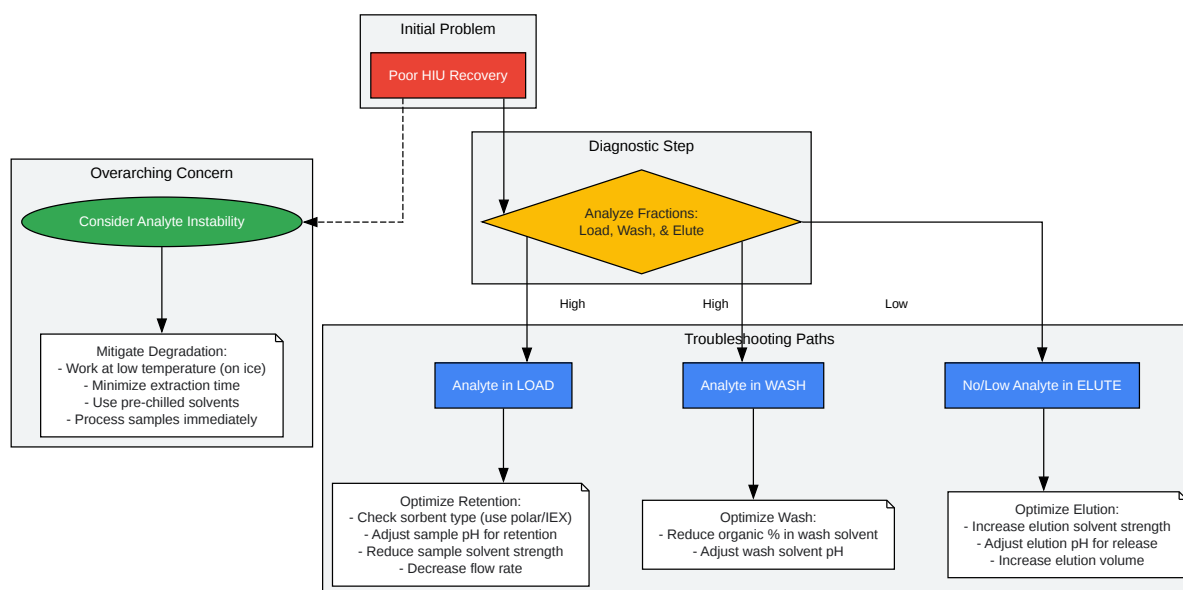 Initial Problem
Poor HIU Recovery
Diagnostic Step
Analyze Fractions:
Load, Wash, & Elute
Overarching Concern
Consider Analyte Instability
Mitigate Degradation:
- Work at low temperature (on ice)
- Minimize extraction time
- Use pre-chilled solvents
- Process samples immediately
High
High
Low
Troubleshooting Paths
Analyte in LOAD
Analyte in WASH
No/Low Analyte in ELUTE
Optimize Retention:
- Check sorbent type (use polar/IEX)
- Adjust sample pH for retention
- Reduce sample solvent strength
- Decrease flow rate
Optimize Wash:
- Reduce organic % in wash solvent
- Adjust wash solvent pH
Optimize Elution:
- Increase elution solvent strength
- Adjust elution pH for release
- Increase elution volume